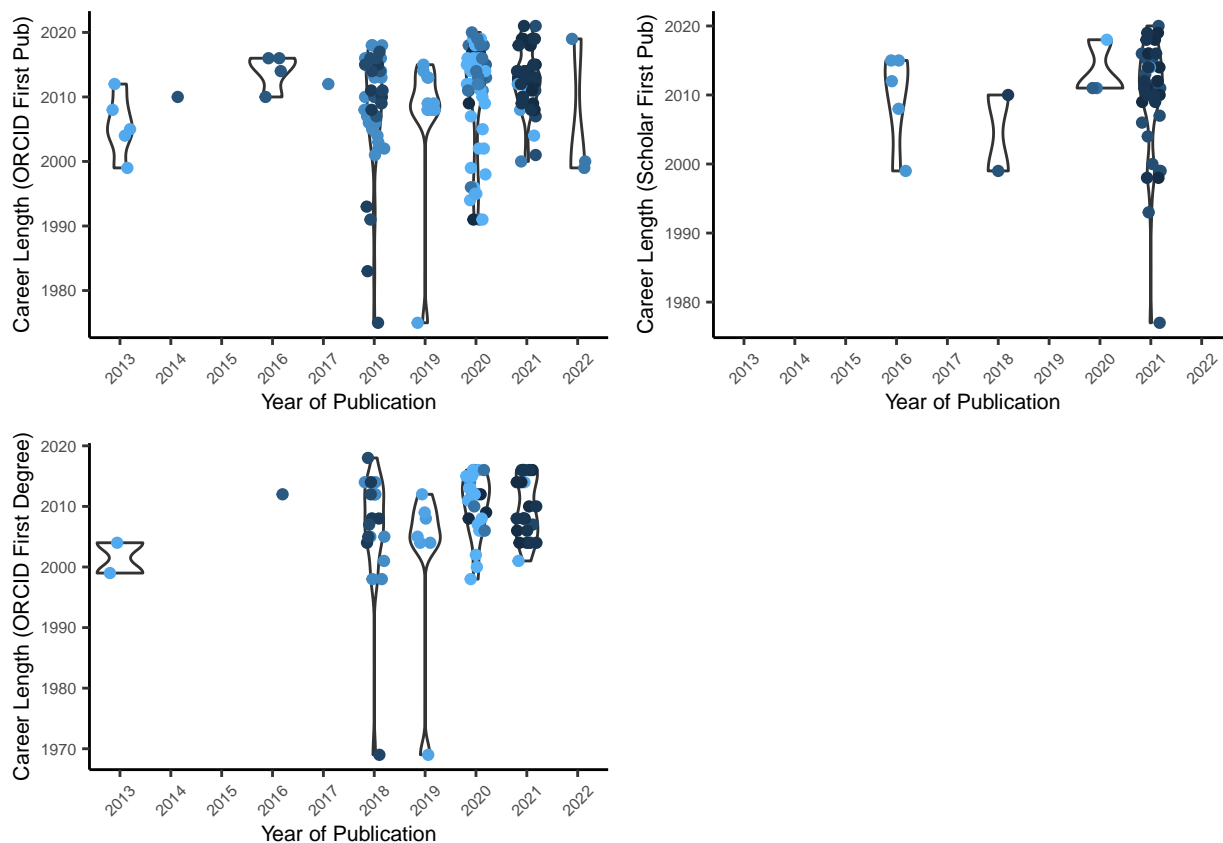 Career Length (ORCID First Pub)
2020
2010
2000
1990
1980
2013 2014 2015 2016 2017 2018 2019 2020 2021 2022
Year of Publication
Career Length (Scholar First Pub)
2020
2010
2000
1990
1980
2013 2014 2015 2016 2017 2018 2019 2020 2021 2022
Year of Publication
Career Length (ORCID First Degree)
2020
2010
2000
1990
1980
1970
2013 2014 2015 2016 2017 2018 2019 2020 2021 2022
Year of Publication